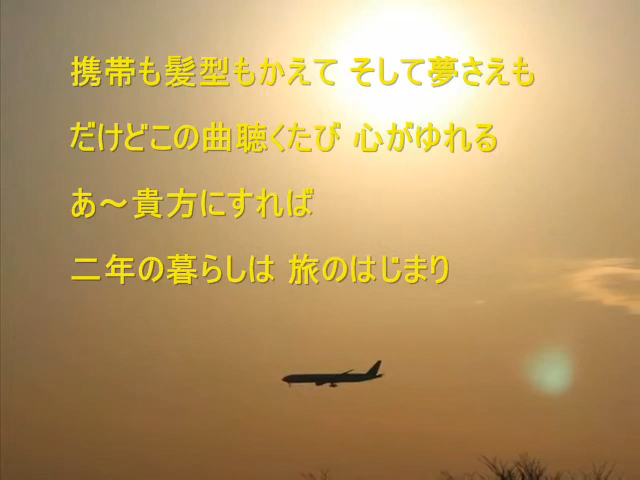 携帯も髪型もかえて そして夢さえも
だけどこの曲聴くたび 心がゆれる
あ～貴方にすれば
二年の暮らしは 旅のはじまり